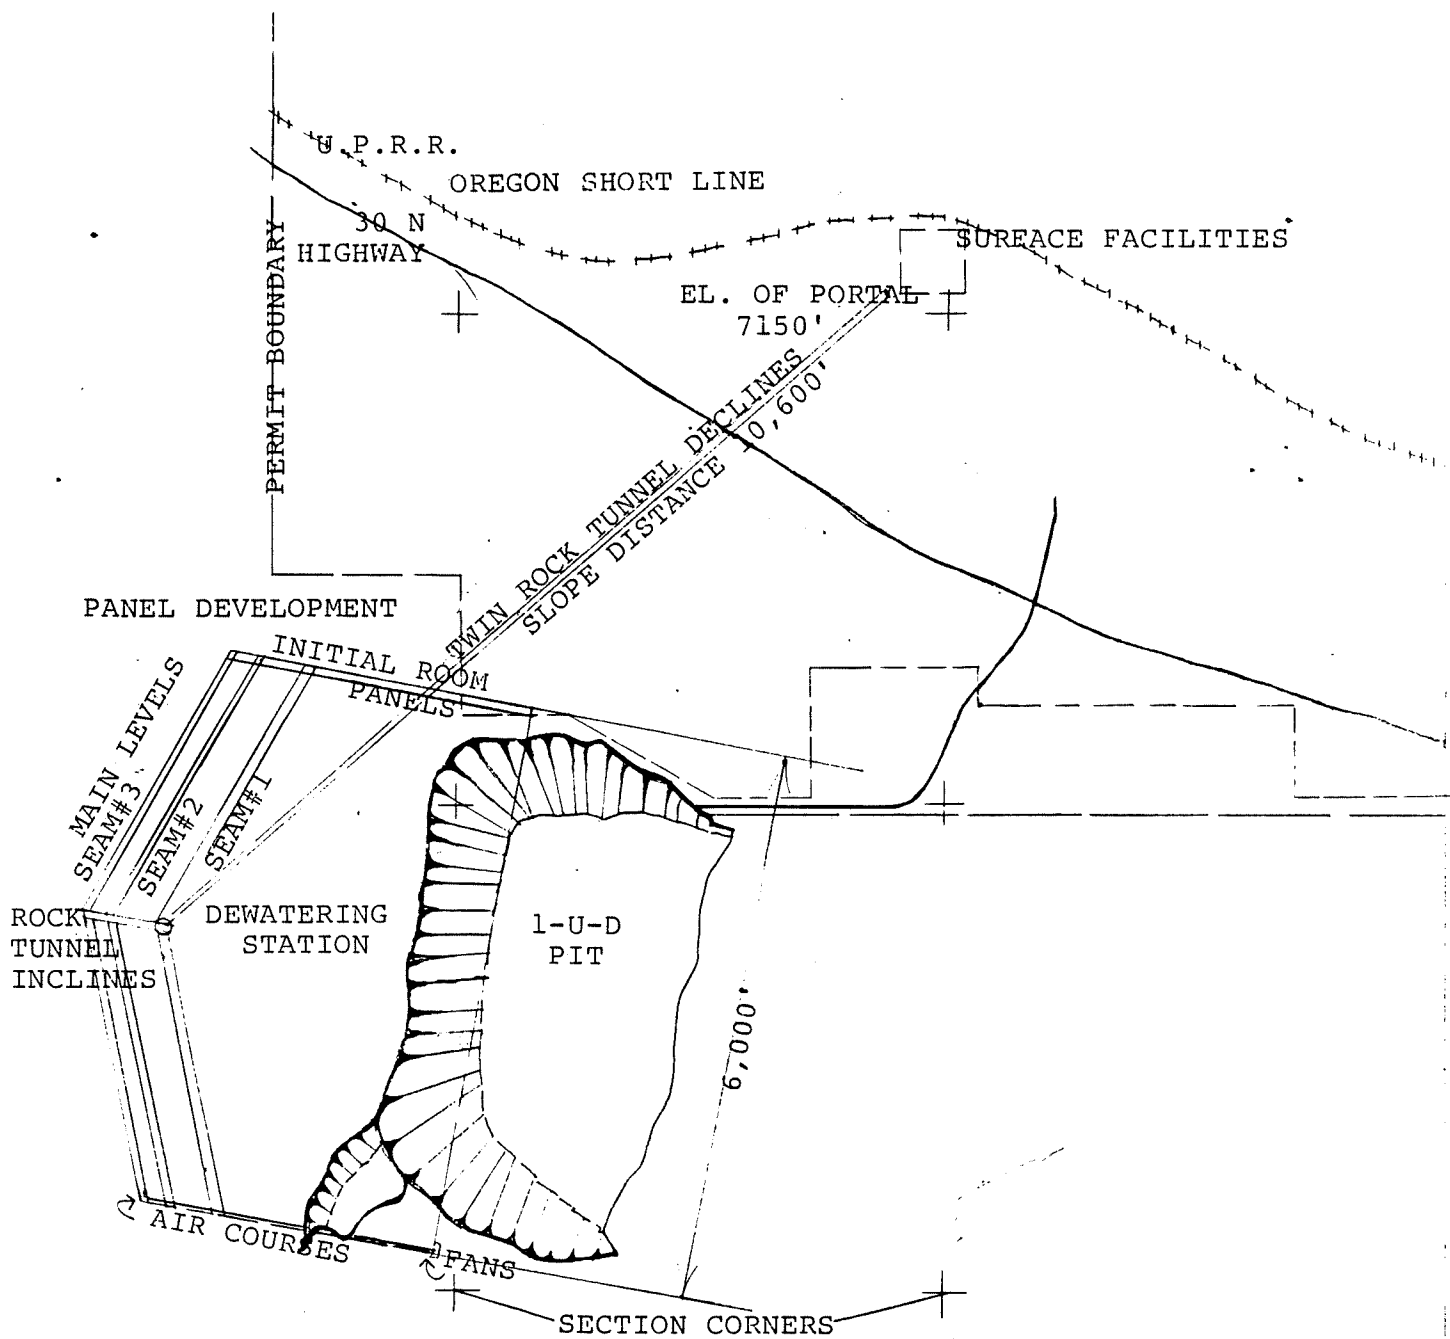 U.P.R.R.
OREGON SHORT LINE
30 N
HIGHWAY
SURFACE FACILITIES
PERMIT BOUNDARY
EL. OF PORTAL
7150'
TWIN ROCK TUNNEL DECLINES
SLOPE DISTANCE 10,600'
PANEL DEVELOPMENT
INITIAL ROOM
PANELS
MAIN LEVELS
SEAM#3
SEAM#2
SEAM#1
ROCK
TUNNEL
INCLINES
DEWATERING
STATION
1-U-D
PIT
6,000'
AIR COURSES
FANS
SECTION CORNERS